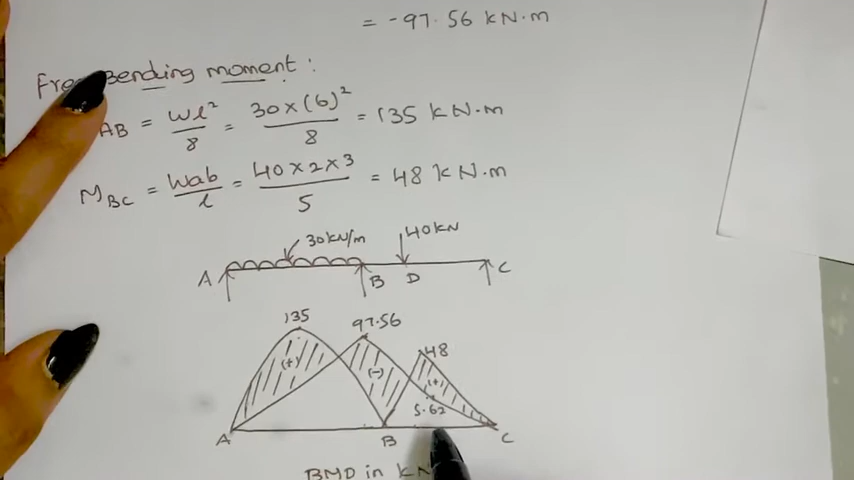 = -97.56 KN.m
Free Bending moment :
AB = wl²/8 = 30×(6)²/8 = 135 KN.m
MBC = Wab/l = 40×2×3/5 = 48 KN.m
30KN/m 40KN
A B D C
135 97.56 48
(+) (-) (+)
5.62
A B C
BMD in KN